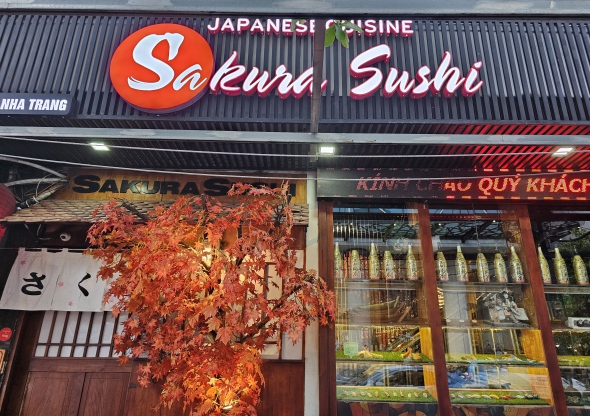 JAPANESE CUISINE
Sakura Sushi
NHA TRANG
SAKURA SUSHI
KÍNH CHÀO QUÝ KHÁCH
さく